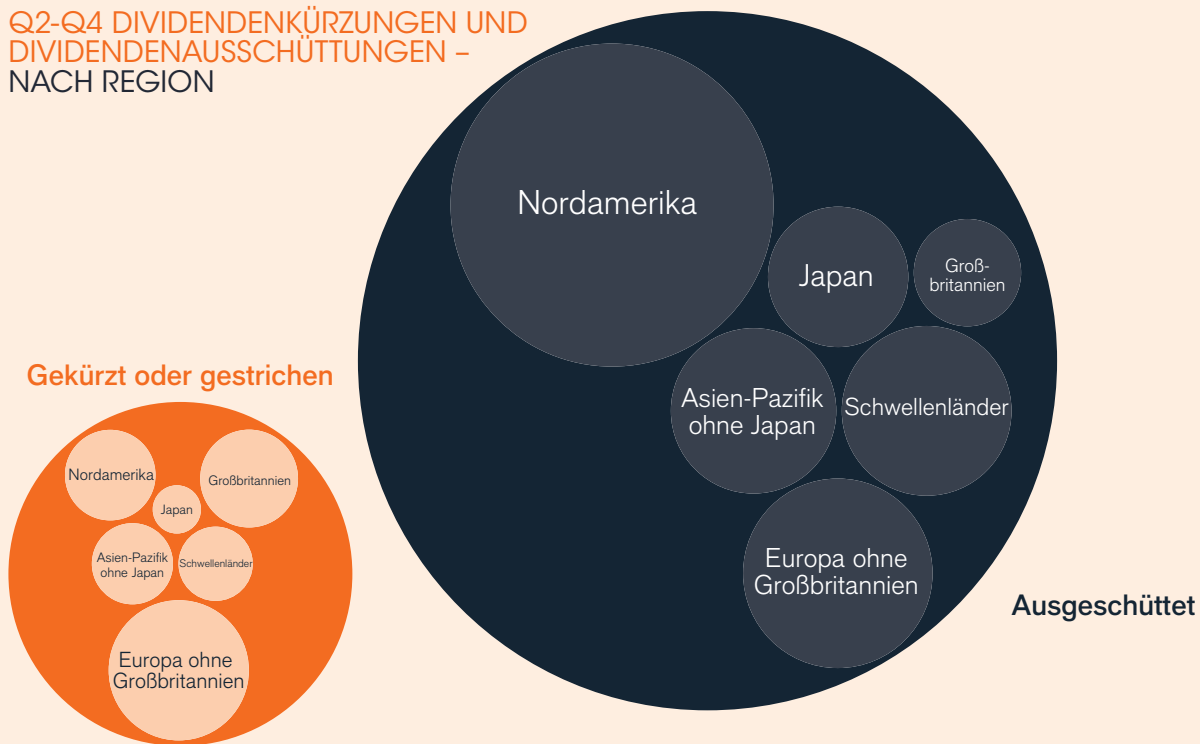 Q2-Q4 DIVIDENDENKÜRZUNGEN UND
DIVIDENDENAUSSCHÜTTUNGEN –
NACH REGION
Nordamerika
Japan
Groß-
britannien
Asien-Pazifik
ohne Japan
Schwellenländer
Europa ohne
Großbritannien
Ausgeschüttet
Gekürzt oder gestrichen
Nordamerika
Großbritannien
Japan
Asien-Pazifik
ohne Japan
Schwellenländer
Europa ohne
Großbritannien